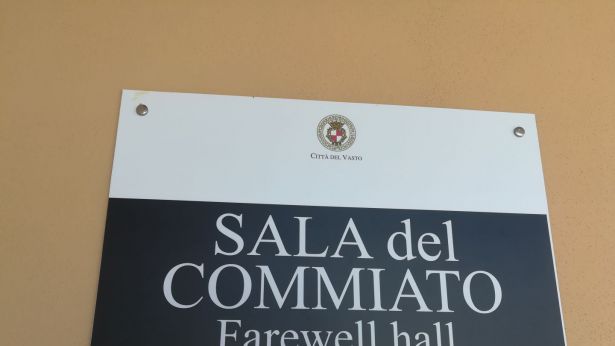 CITTÀ DEL VASTO
SALA del
COMMIATO
Farewell hall